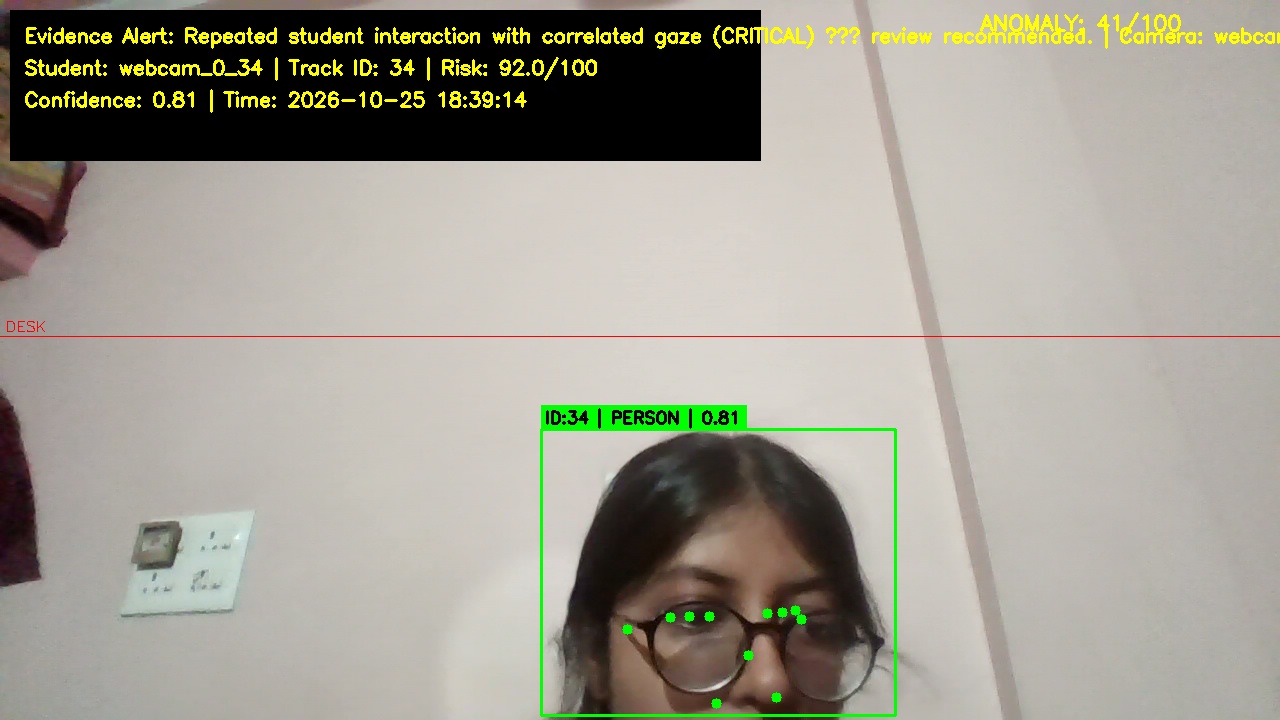 ANOMALY: 41/100
Evidence Alert: Repeated student interaction with correlated gaze (CRITICAL) ??? review recommended. | Camera: webcam
Student: webcam_0_34 | Track ID: 34 | Risk: 92.0/100
Confidence: 0.81 | Time: 2026-10-25 18:39:14
DESK
ID:34 | PERSON | 0.81